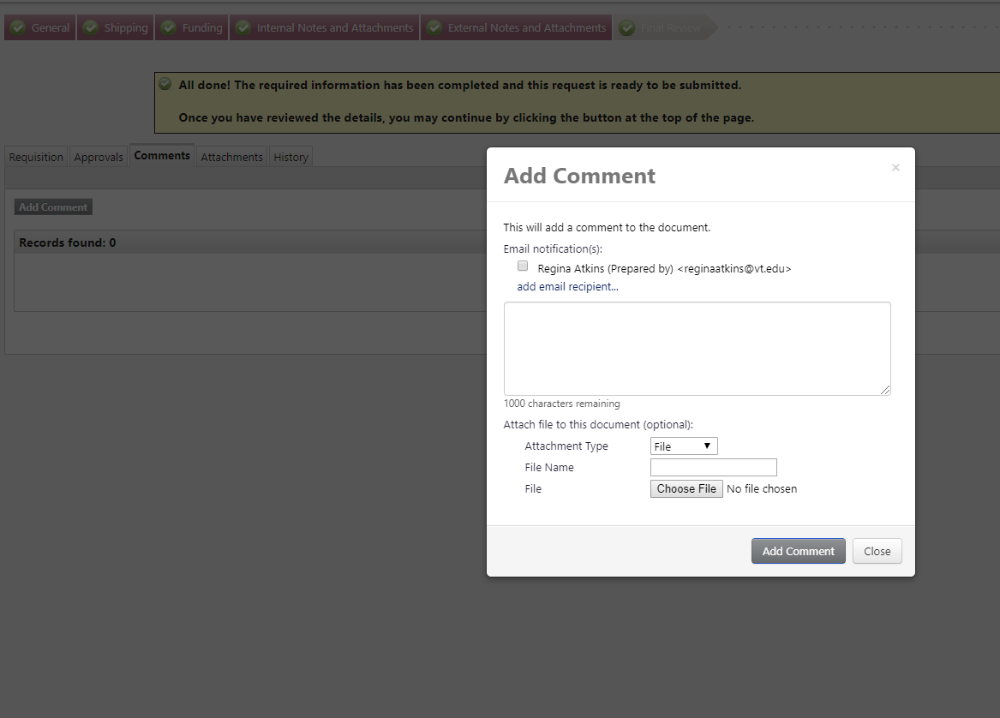 General Shipping Funding Internal Notes and Attachments External Notes and Attachments Final Review
All done! The required information has been completed and this request is ready to be submitted.
Once you have reviewed the details, you may continue by clicking the button at the top of the page.
Requisition Approvals Comments Attachments History
Add Comment
Records found: 0
Add Comment ×
This will add a comment to the document.
Email notification(s):
Regina Atkins (Prepared by) <reginaatkins@vt.edu>
add email recipient...
1000 characters remaining
Attach file to this document (optional):
Attachment Type File
File Name
File Choose File No file chosen
Add Comment Close